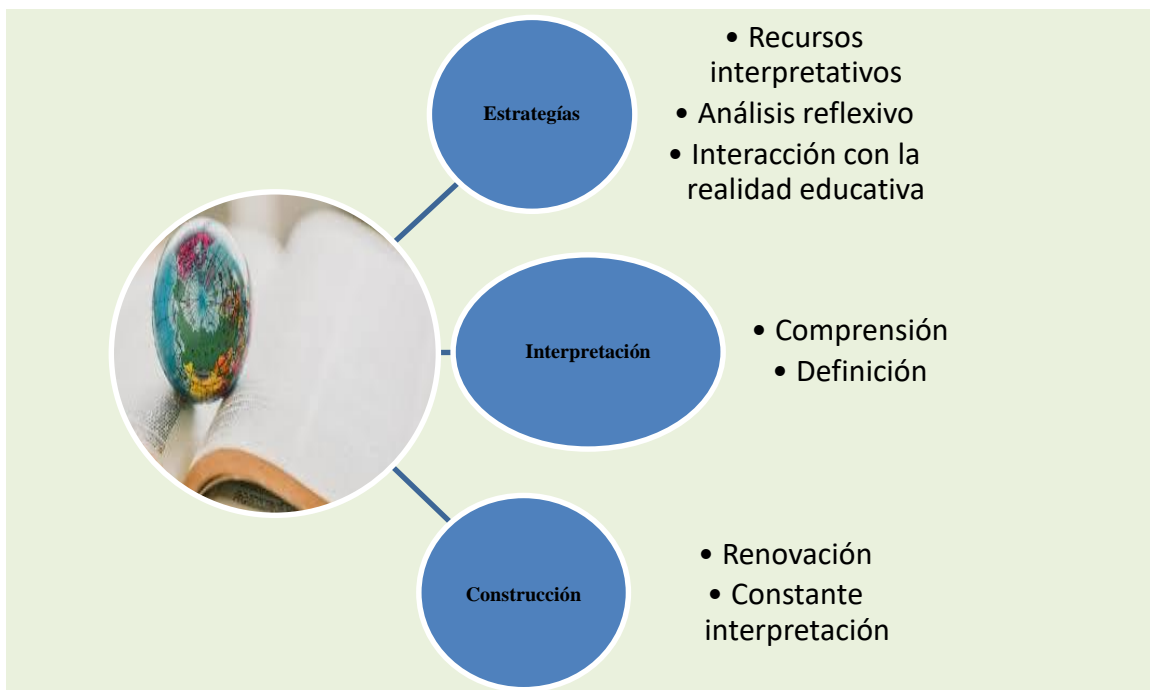 Estrategías
• Recursos
interpretativos
• Análisis reflexivo
• Interacción con la
realidad educativa
Interpretación
• Comprensión
• Definición
Construcción
• Renovación
• Constante
interpretación